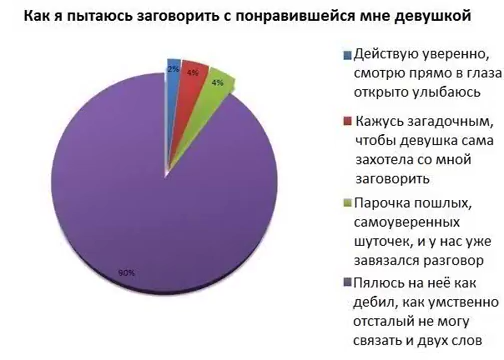 Как я пытаюсь заговорить с понравившейся мне девушкой
2%
4%
4%
90%
Действую уверенно,
смотрю прямо в глаза
открыто улыбаюсь
Кажусь загадочным,
чтобы девушка сама
захотела со мной
заговорить
Парочка пошлых,
самоуверенных
шуточек, и у нас уже
завязался разговор
Пялюсь на неё как
дебил, как умственно
отсталый не могу
связать и двух слов